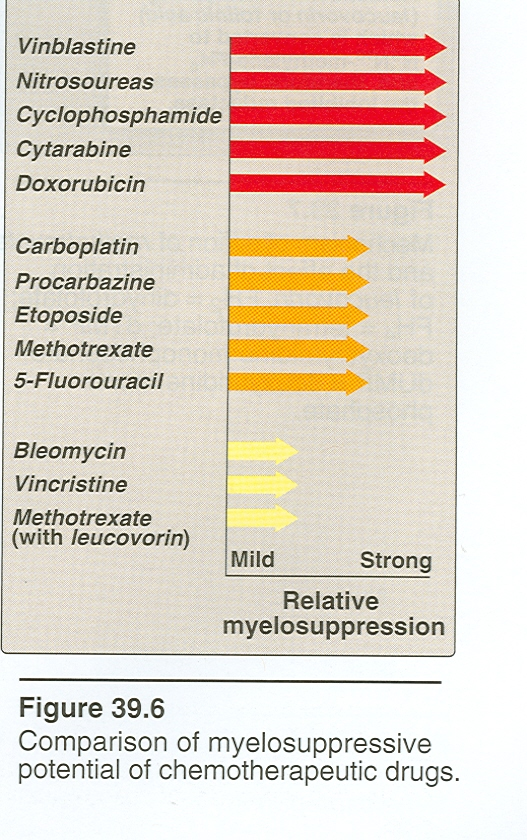 Vinblastine
Nitrosoureas
Cyclophosphamide
Cytarabine
Doxorubicin
Carboplatin
Procarbazine
Etoposide
Methotrexate
5-Fluorouracil
Bleomycin
Vincristine
Methotrexate
(with leucovorin)
Mild Strong
Relative
myelosuppression
Figure 39.6
Comparison of myelosuppressive
potential of chemotherapeutic drugs.